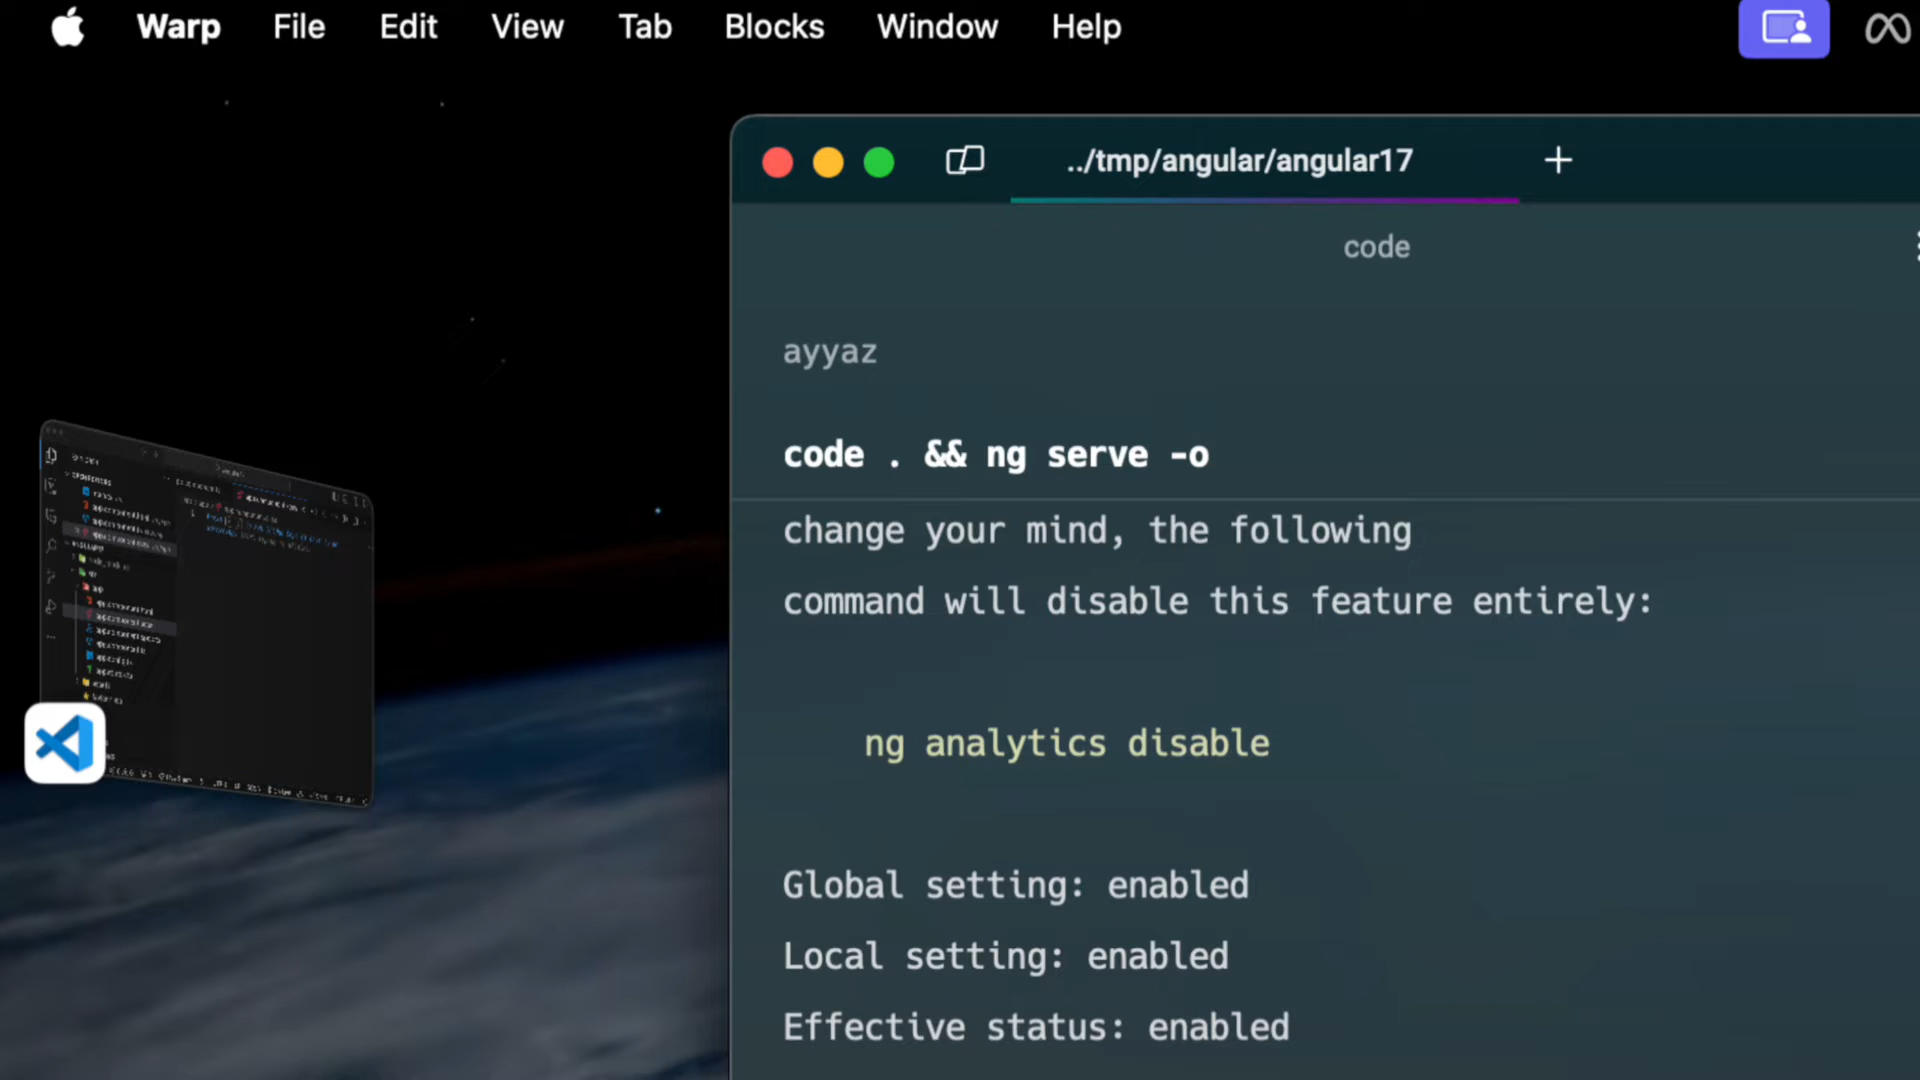 Warp File Edit View Tab Blocks Window Help
../tmp/angular/angular17
code
ayyaz
code . && ng serve -o
change your mind, the following
command will disable this feature entirely:
ng analytics disable
Global setting: enabled
Local setting: enabled
Effective status: enabled